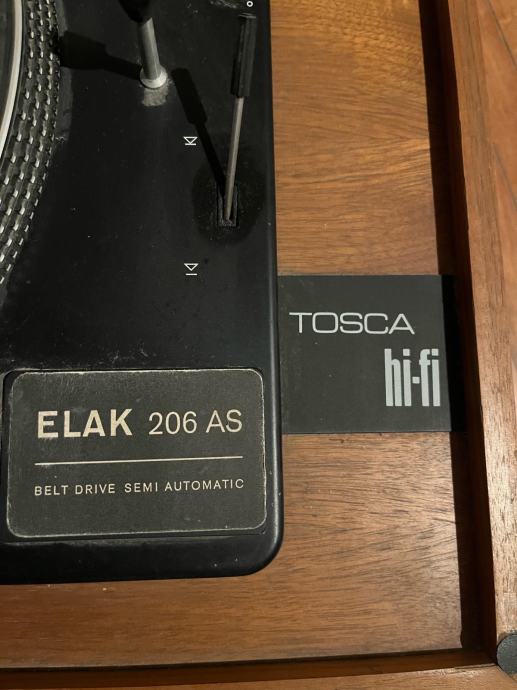 TOSCA
hi-fi
ELAK 206 AS
BELT DRIVE SEMI AUTOMATIC